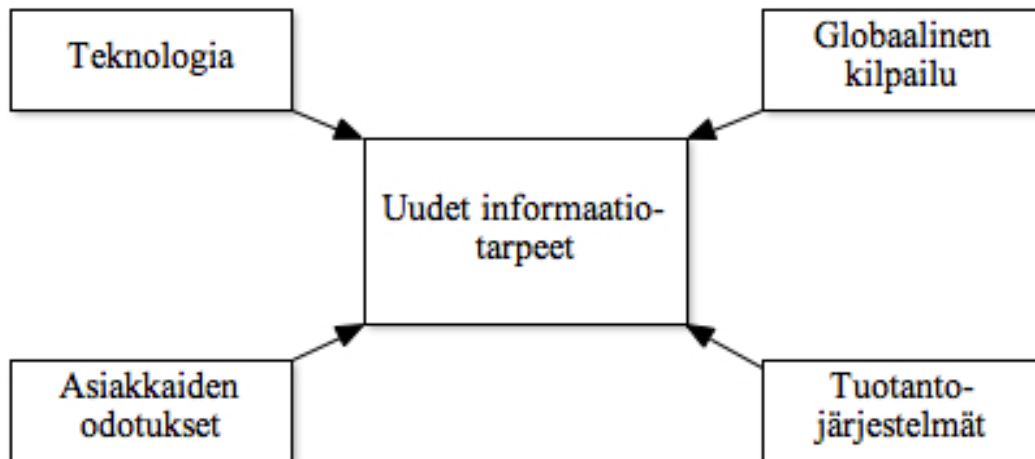 Teknologia
Globaalinen
kilpailu
Uudet informaatio-
tarpeet
Asiakkaiden
odotukset
Tuotanto-
järjestelmät